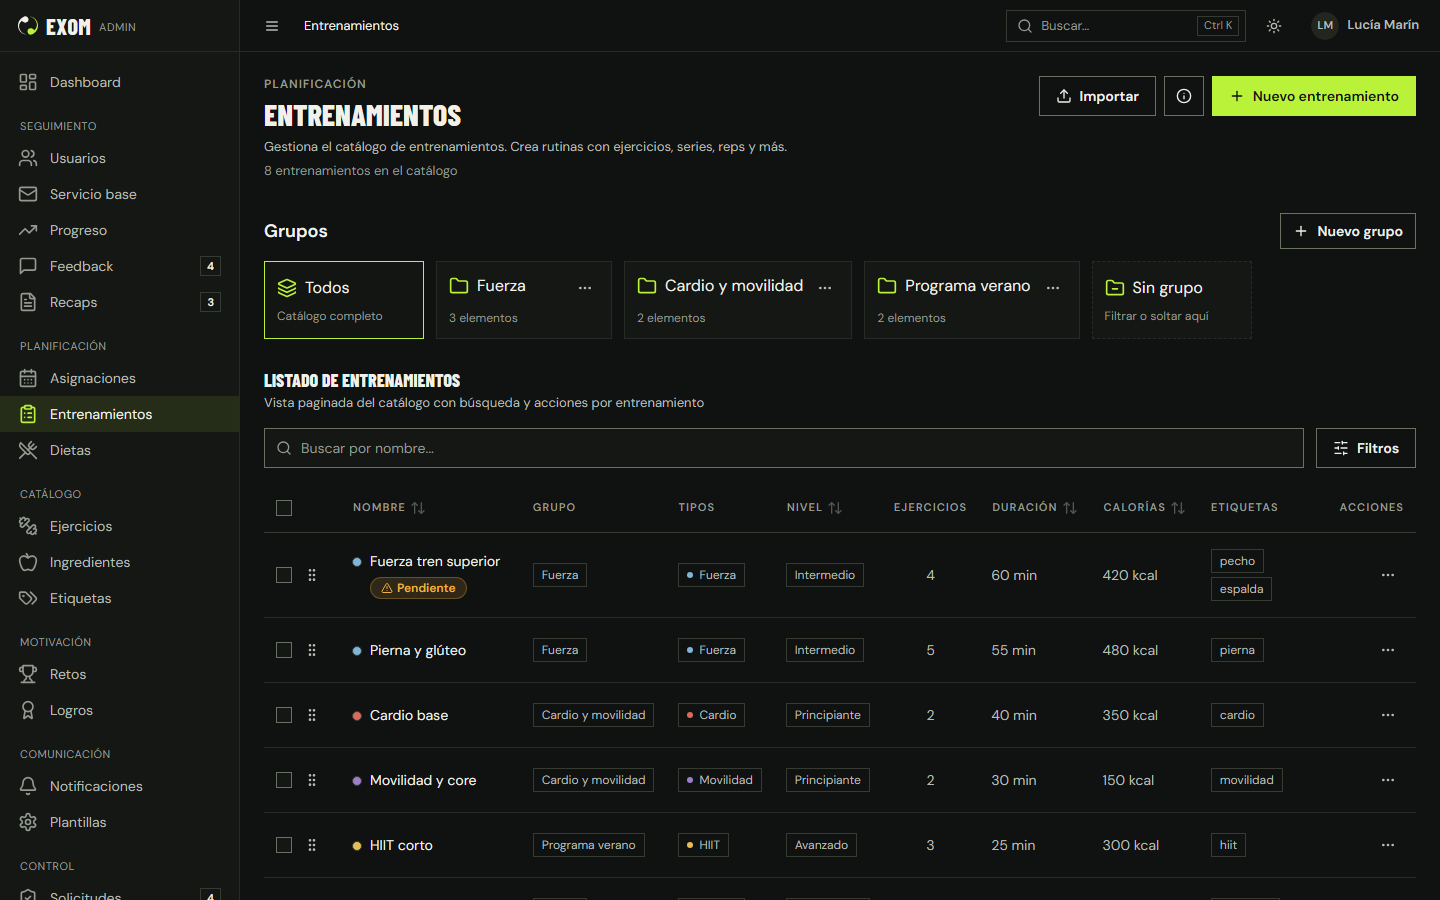 EXOM ADMIN
Entrenamientos
Buscar...
Ctrl K
LM
Lucía Marín
Dashboard
SEGUIMIENTO
Usuarios
Servicio base
Progreso
Feedback
4
Recaps
3
PLANIFICACIÓN
Asignaciones
Entrenamientos
Dietas
CATÁLOGO
Ejercicios
Ingredientes
Etiquetas
MOTIVACIÓN
Retos
Logros
COMUNICACIÓN
Notificaciones
Plantillas
CONTROL
Solicitudes
4
PLANIFICACIÓN
ENTRENAMIENTOS
Gestiona el catálogo de entrenamientos. Crea rutinas con ejercicios, series, reps y más.
8 entrenamientos en el catálogo
Importar
Nuevo entrenamiento
Grupos
Nuevo grupo
Todos
Catálogo completo
Fuerza
3 elementos
Cardio y movilidad
2 elementos
Programa verano
2 elementos
Sin grupo
Filtrar o soltar aquí
LISTADO DE ENTRENAMIENTOS
Vista paginada del catálogo con búsqueda y acciones por entrenamiento
Buscar por nombre...
Filtros
NOMBRE GRUPO TIPOS NIVEL EJERCICIOS DURACIÓN CALORÍAS ETIQUETAS ACCIONES
Fuerza tren superior
Pendiente
Fuerza Fuerza Intermedio 4 60 min 420 kcal
pecho
espalda
Pierna y glúteo Fuerza Fuerza Intermedio 5 55 min 480 kcal pierna
Cardio base Cardio y movilidad Cardio Principiante 2 40 min 350 kcal cardio
Movilidad y core Cardio y movilidad Movilidad Principiante 2 30 min 150 kcal movilidad
HIIT corto Programa verano HIIT Avanzado 3 25 min 300 kcal hiit